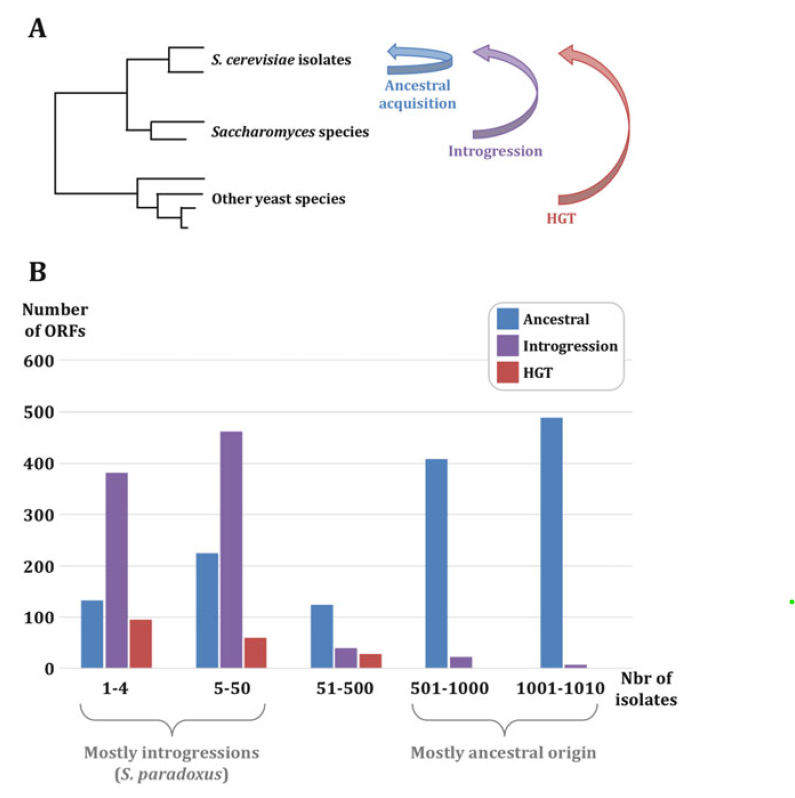 A
S. cerevisiae isolates
Ancestral
acquisition
Saccharomyces species
Introgression
Other yeast species
HGT
B
Number
of ORFs
Ancestral
Introgression
HGT
600
500
400
300
200
100
0
1-4 5-50 51-500 501-1000 1001-1010
Nbr of
isolates
Mostly introgressions
(S. paradoxus)
Mostly ancestral origin